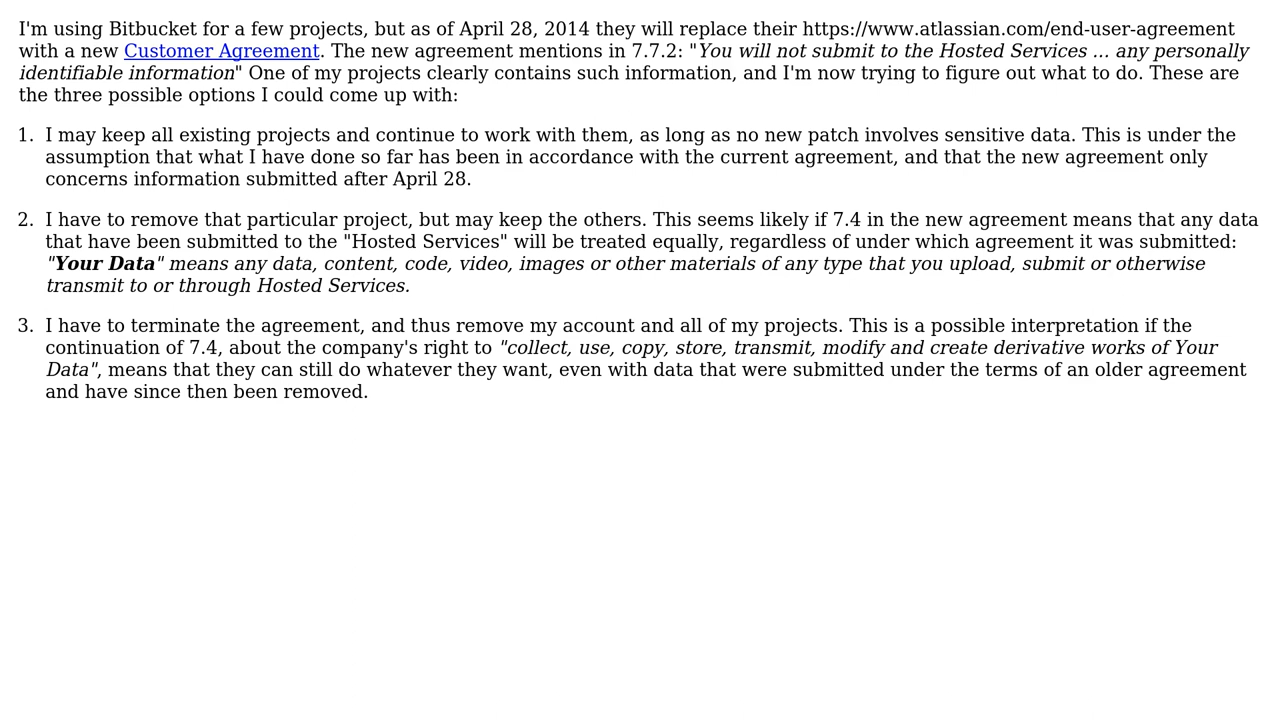 I'm using Bitbucket for a few projects, but as of April 28, 2014 they will replace their https://www.atlassian.com/end-user-agreement
with a new Customer Agreement. The new agreement mentions in 7.7.2: "You will not submit to the Hosted Services ... any personally
identifiable information" One of my projects clearly contains such information, and I'm now trying to figure out what to do. These are
the three possible options I could come up with:
1. I may keep all existing projects and continue to work with them, as long as no new patch involves sensitive data. This is under the
assumption that what I have done so far has been in accordance with the current agreement, and that the new agreement only
concerns information submitted after April 28.
2. I have to remove that particular project, but may keep the others. This seems likely if 7.4 in the new agreement means that any data
that have been submitted to the "Hosted Services" will be treated equally, regardless of under which agreement it was submitted:
"Your Data" means any data, content, code, video, images or other materials of any type that you upload, submit or otherwise
transmit to or through Hosted Services.
3. I have to terminate the agreement, and thus remove my account and all of my projects. This is a possible interpretation if the
continuation of 7.4, about the company's right to "collect, use, copy, store, transmit, modify and create derivative works of Your
Data", means that they can still do whatever they want, even with data that were submitted under the terms of an older agreement
and have since then been removed.